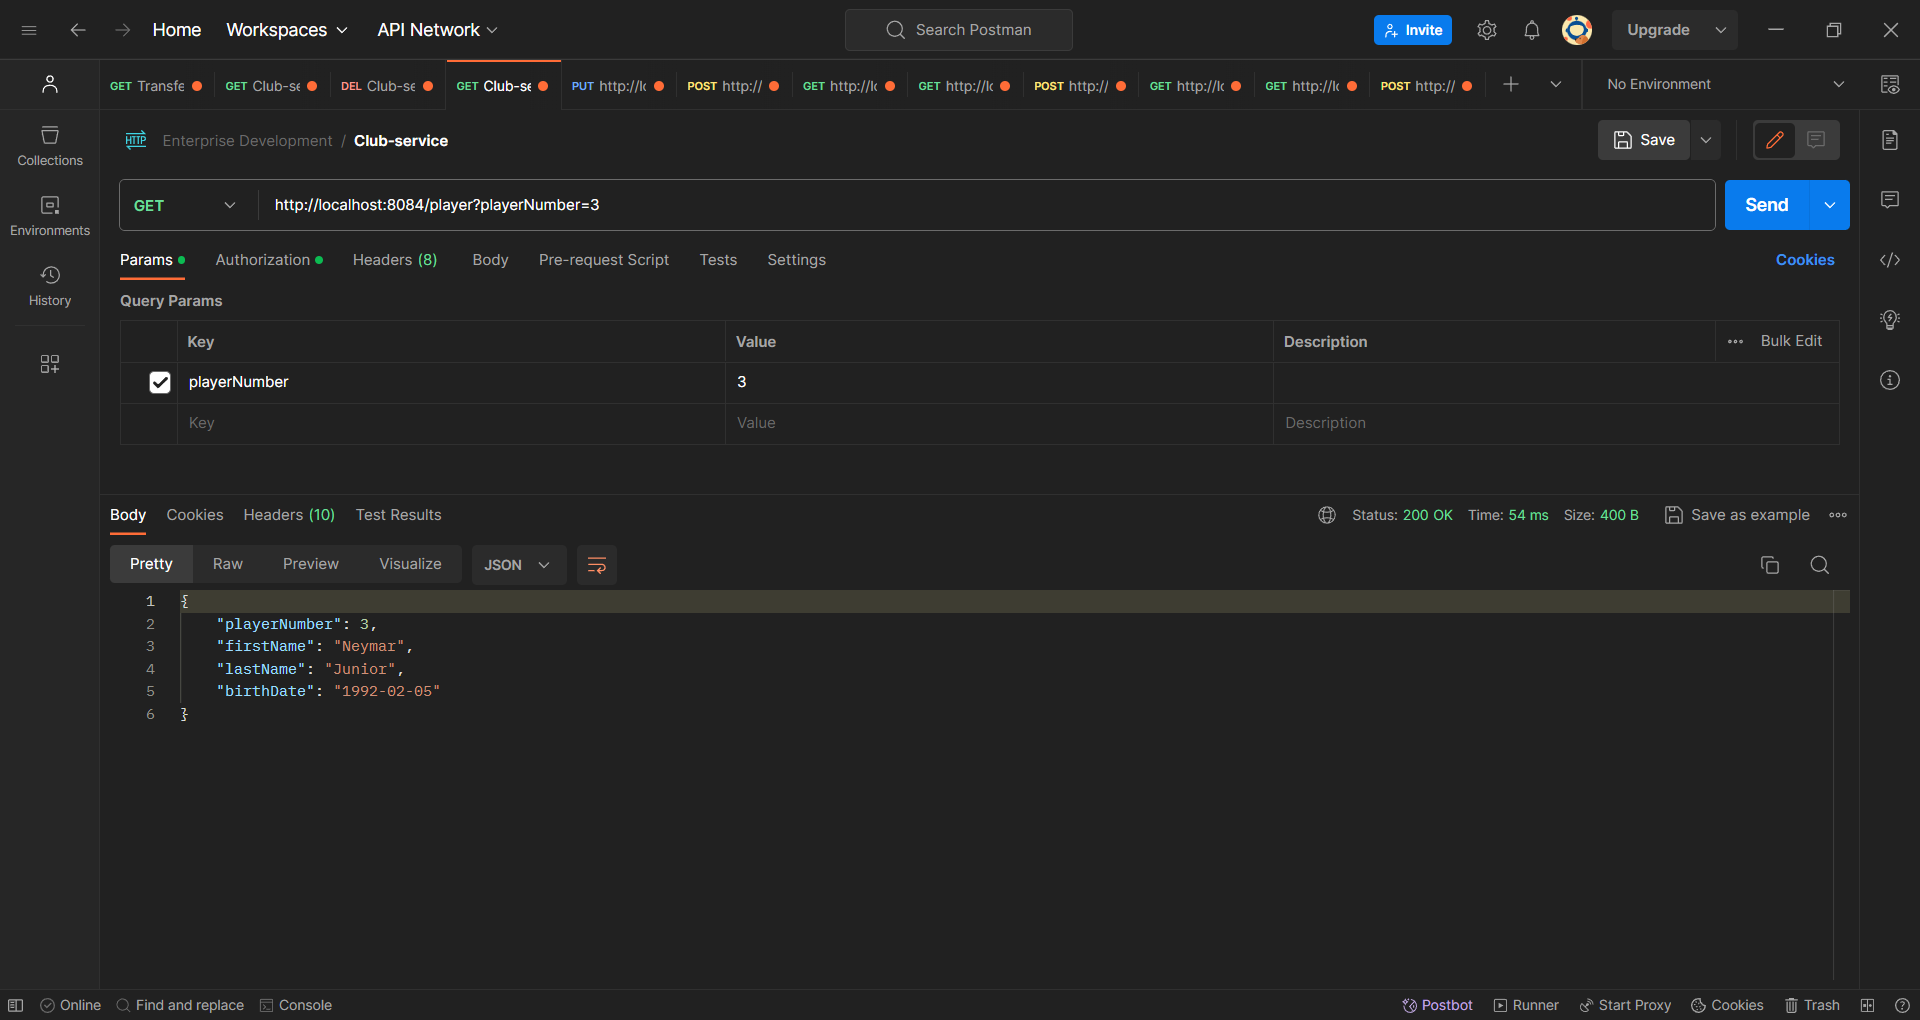 Home Workspaces API Network Search Postman Invite Upgrade
GET Transfe GET Club-se DEL Club-se GET Club-se PUT http://lo POST http:// GET http://lo GET http://lo POST http:// GET http://lo GET http://lo POST http:// No Environment
HTTP Enterprise Development / Club-service Save
Collections
GET http://localhost:8084/player?playerNumber=3 Send
Environments
Params Authorization Headers (8) Body Pre-request Script Tests Settings Cookies
History
Query Params
Key Value Description Bulk Edit
playerNumber 3
Key Value Description
Body Cookies Headers (10) Test Results Status: 200 OK Time: 54 ms Size: 400 B Save as example
Pretty Raw Preview Visualize JSON
1 {
2 "playerNumber": 3,
3 "firstName": "Neymar",
4 "lastName": "Junior",
5 "birthDate": "1992-02-05"
6 }
Online Find and replace Console Postbot Runner Start Proxy Cookies Trash